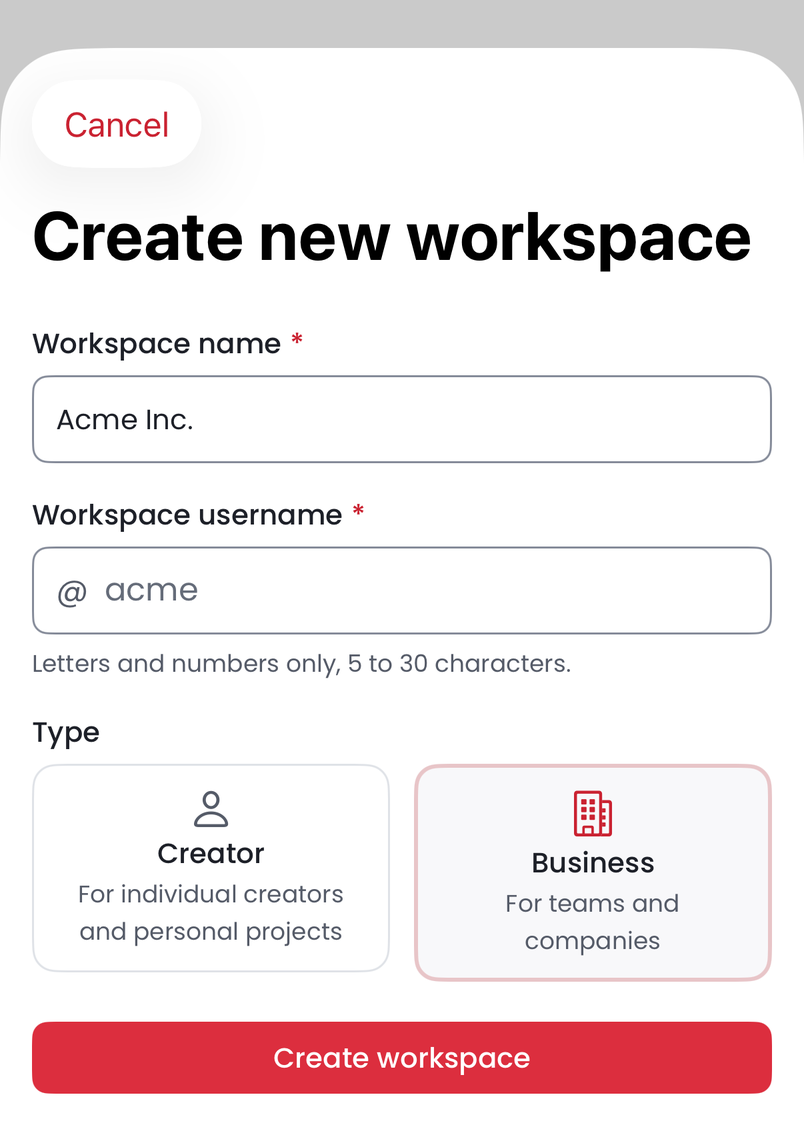 Cancel
Create new workspace
Workspace name *
Acme Inc.
Workspace username *
@ acme
Letters and numbers only, 5 to 30 characters.
Type
Creator
For individual creators
and personal projects
Business
For teams and
companies
Create workspace